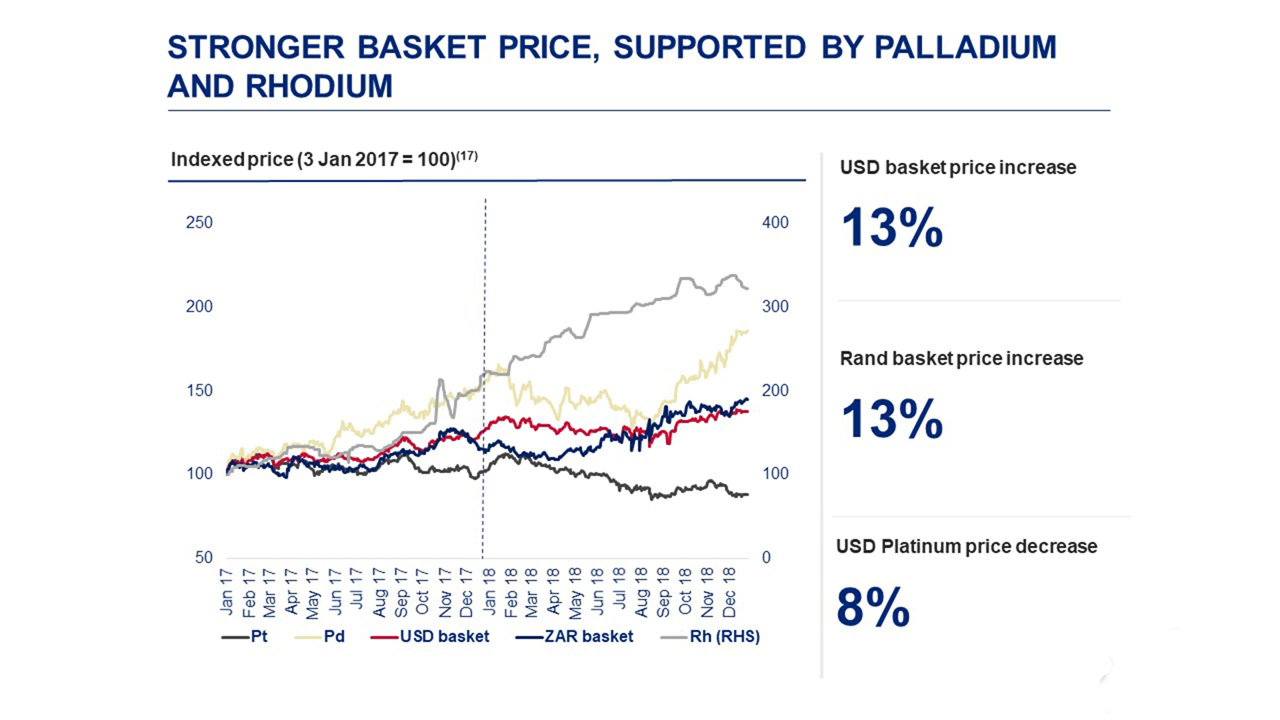 STRONGER BASKET PRICE, SUPPORTED BY PALLADIUM
AND RHODIUM
Indexed price (3 Jan 2017 = 100)(17)
250
200
150
100
50
400
300
200
100
0
Jan 17
Feb 17
Mar 17
Apr 17
May 17
Jun 17
Jul 17
Aug 17
Sep 17
Oct 17
Nov 17
Dec 17
Jan 18
Feb 18
Mar 18
Apr 18
May 18
Jun 18
Jul 18
Aug 18
Sep 18
Oct 18
Nov 18
Dec 18
Pt Pd USD basket ZAR basket Rh (RHS)
USD basket price increase
13%
Rand basket price increase
13%
USD Platinum price decrease
8%